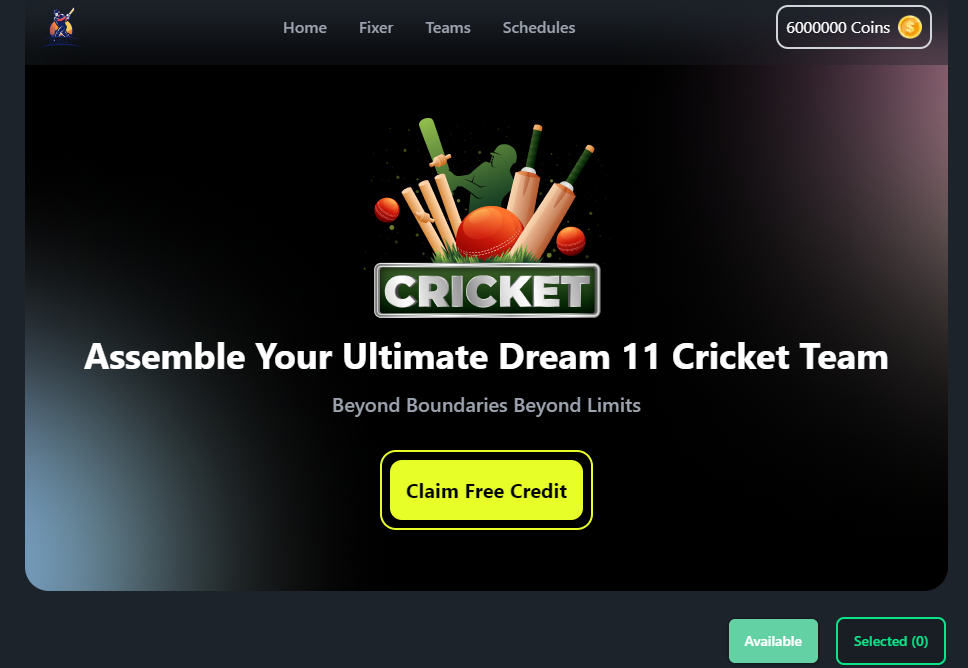 Home Fixer Teams Schedules 6000000 Coins
CRICKET
Assemble Your Ultimate Dream 11 Cricket Team
Beyond Boundaries Beyond Limits
Claim Free Credit
Available Selected (0)